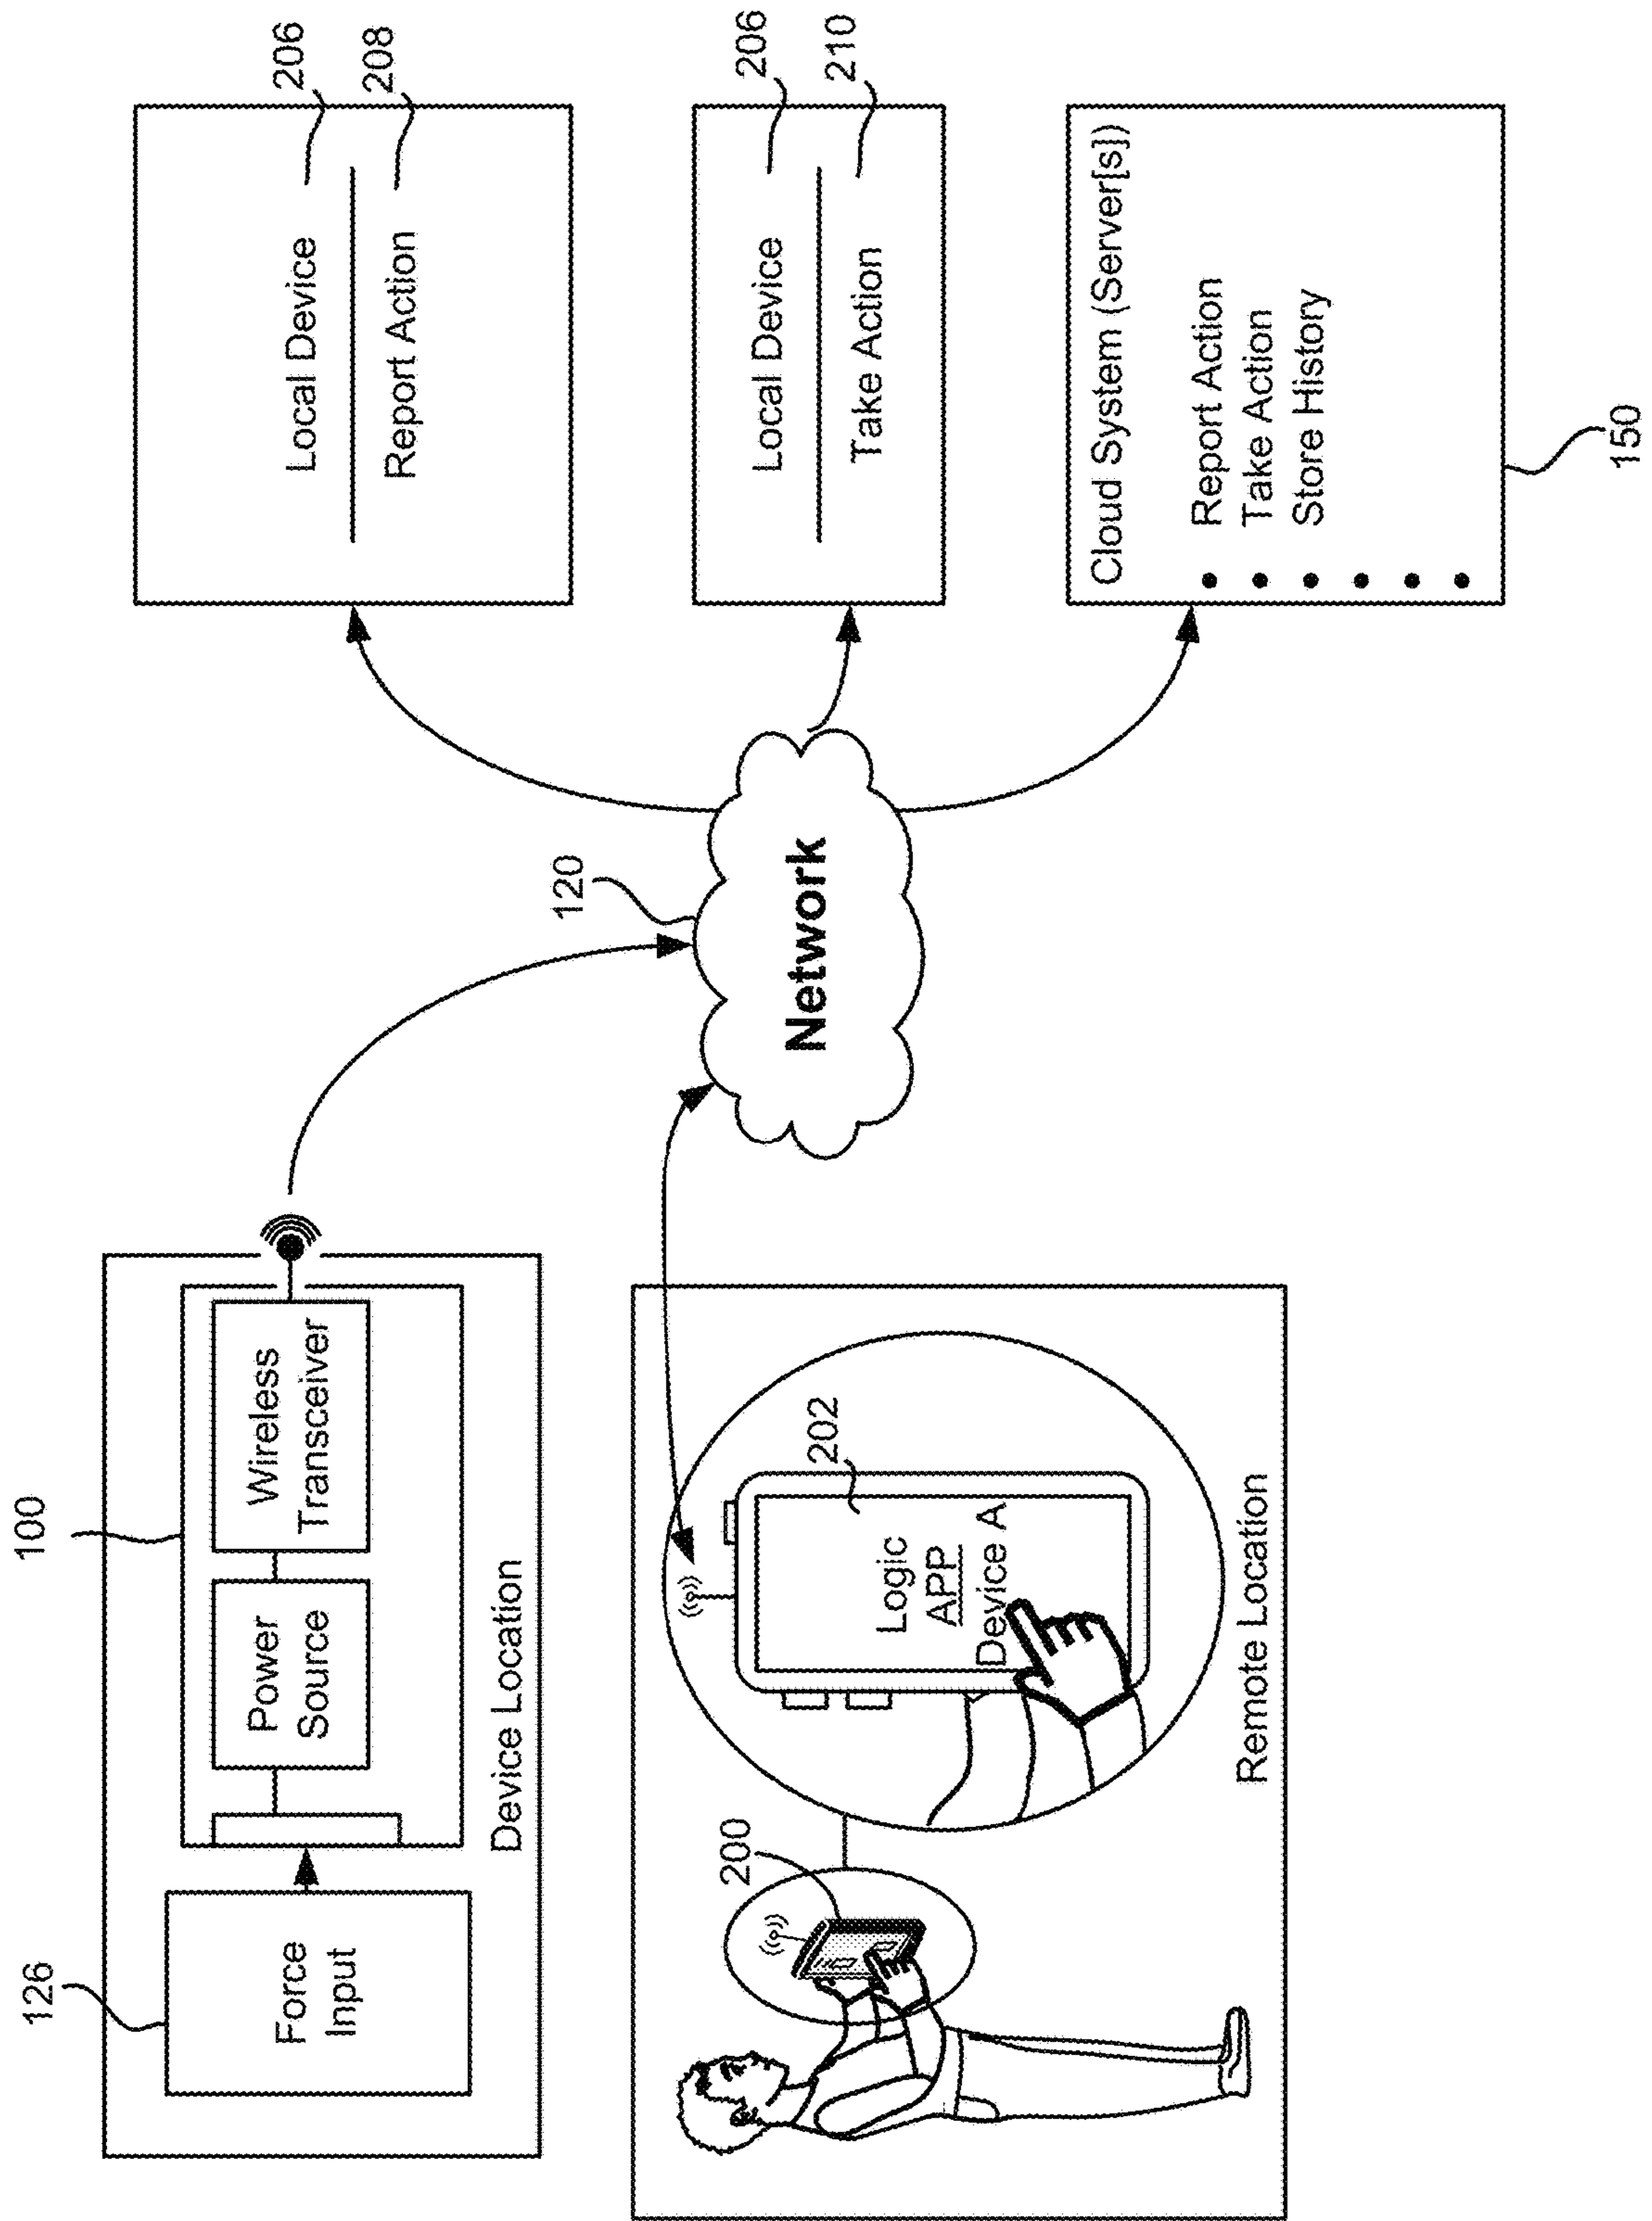 126
Force
Input
100
Power
Source
Wireless
Transceiver
Device Location
200
202
Logic
APP
Device A
Remote Location
120
Network
Local Device
206
Report Action
208
Local Device
206
Take Action
210
Cloud System (Server[s])
• Report Action
• Take Action
• Store History
•
•
•
150